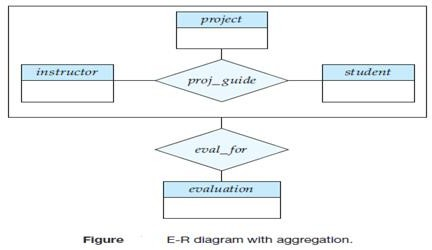 project
instructor
proj_guide
student
eval_for
evaluation
Figure E-R diagram with aggregation.